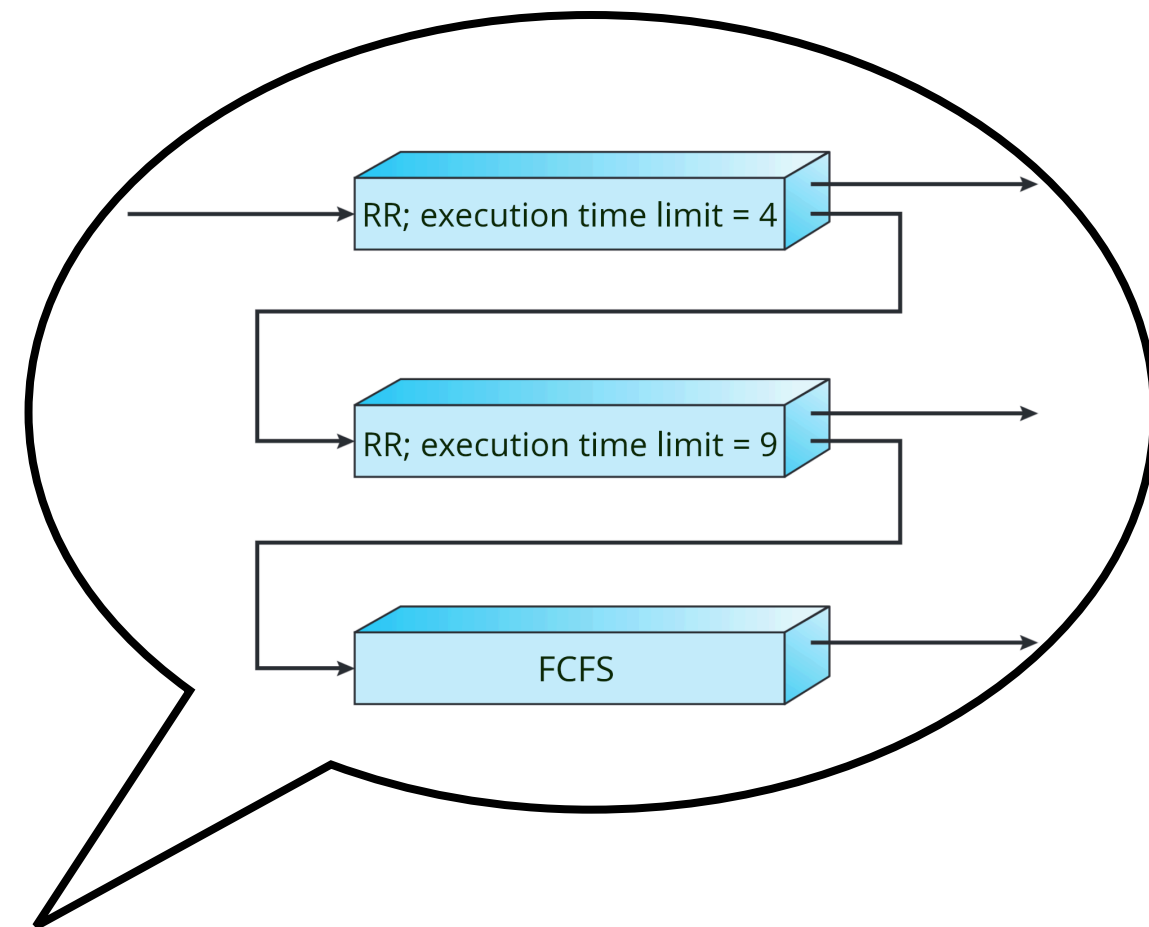 RR; execution time limit = 4
RR; execution time limit = 9
FCFS